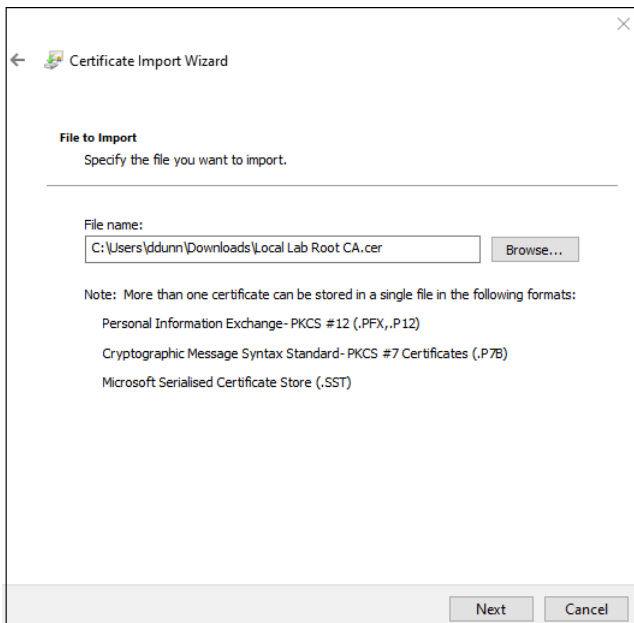 Certificate Import Wizard
File to Import
Specify the file you want to import.
File name:
C:\Users\ddunn\Downloads\Local Lab Root CA.cer
Browse...
Note: More than one certificate can be stored in a single file in the following formats:
Personal Information Exchange- PKCS #12 (.PFX,.P12)
Cryptographic Message Syntax Standard- PKCS #7 Certificates (.P7B)
Microsoft Serialised Certificate Store (.SST)
Next
Cancel